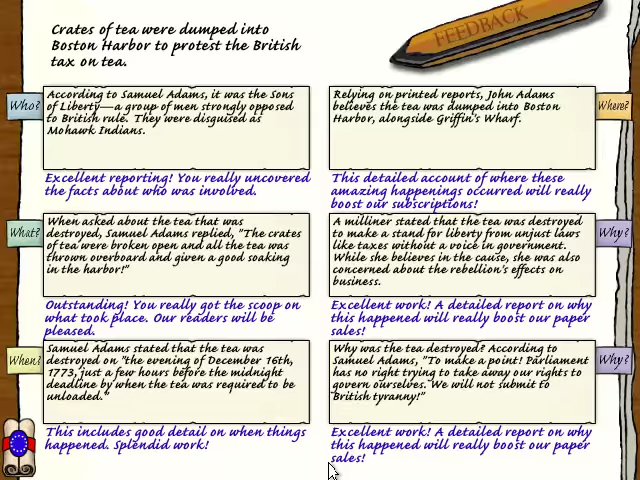 Crates of tea were dumped into
Boston Harbor to protest the British
tax on tea.
FEEDBACK
Who?
According to Samuel Adams, it was the Sons
of Liberty—a group of men strongly opposed
to British rule. They were disguised as
Mohawk Indians.
Excellent reporting! You really uncovered
the facts about who was involved.
Where?
Relying on printed reports, John Adams
believes the tea was dumped into Boston
Harbor, alongside Griffin's Wharf.
This detailed account of where these
amazing happenings occurred will really
boost our subscriptions!
What?
When asked about the tea that was
destroyed, Samuel Adams replied, "The crates
of tea were broken open and all the tea was
thrown overboard and given a good soaking
in the harbor!"
Outstanding! You really got the scoop on
what took place. Our readers will be
pleased.
Why?
A milliner stated that the tea was destroyed
to make a stand for liberty from unjust laws
like taxes without a voice in government.
While she believes in the cause, she was also
concerned about the rebellion's effects on
business.
Excellent work! A detailed report on why
this happened will really boost our paper
sales!
When?
Samuel Adams stated that the tea was
destroyed on "the evening of December 16th,
1773, just a few hours before the midnight
deadline by when the tea was required to be
unloaded."
This includes good detail on when things
happened. Splendid work!
Why?
Why was the tea destroyed? According to
Samuel Adams, "To make a point! Parliament
has no right trying to take away our rights to
govern ourselves. We will not submit to
British tyranny!"
Excellent work! A detailed report on why
this happened will really boost our paper
sales!